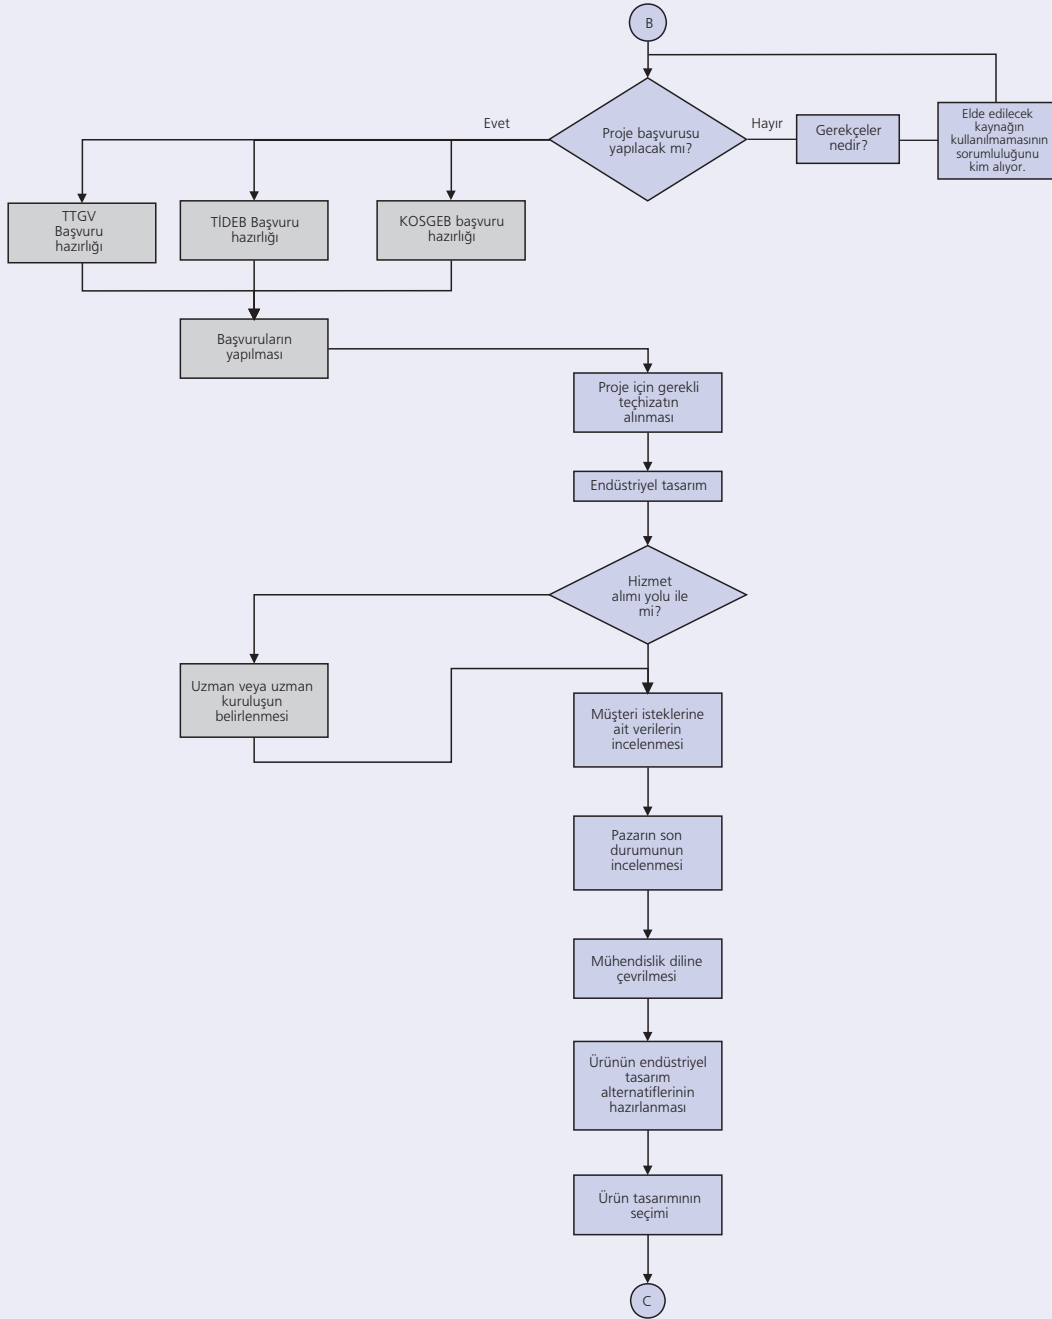 B
Proje başvurusu
yapılacak mı?
Evet
Hayır
Gerekçeler
nedir?
Elde edilecek
kaynağın
kullanılmamasının
sorumluluğunu
kim alıyor.
TTGV
Başvuru
hazırlığı
TİDEB Başvuru
hazırlığı
KOSGEB başvuru
hazırlığı
Başvuruların
yapılması
Proje için gerekli
teçhizatın
alınması
Endüstriyel tasarım
Hizmet
alımı yolu ile
mi?
Uzman veya uzman
kuruluşun
belirlenmesi
Müşteri isteklerine
ait verilerin
incelenmesi
Pazarın son
durumunun
incelenmesi
Mühendislik diline
çevrilmesi
Ürünün endüstriyel
tasarım
alternatiflerinin
hazırlanması
Ürün tasarımının
seçimi
C